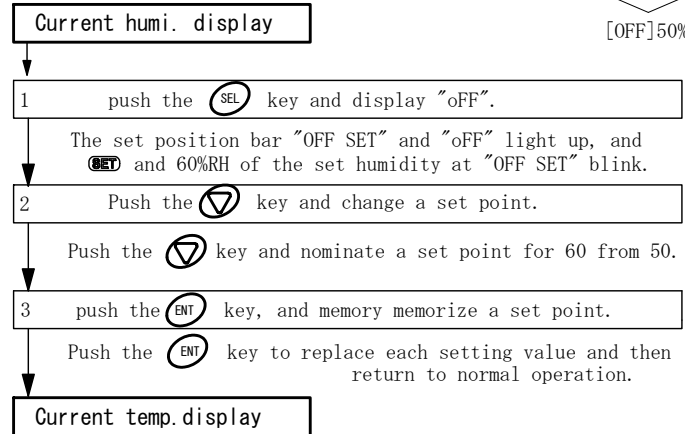 Current humi. display
[OFF]50%
1 push the SEL key and display "oFF".
The set position bar "OFF SET" and "oFF" light up, and
SET and 60%RH of the set humidity at "OFF SET" blink.
2 Push the key and change a set point.
Push the key and nominate a set point for 60 from 50.
3 push the ENT key, and memory memorize a set point.
Push the ENT key to replace each setting value and then
return to normal operation.
Current temp.display